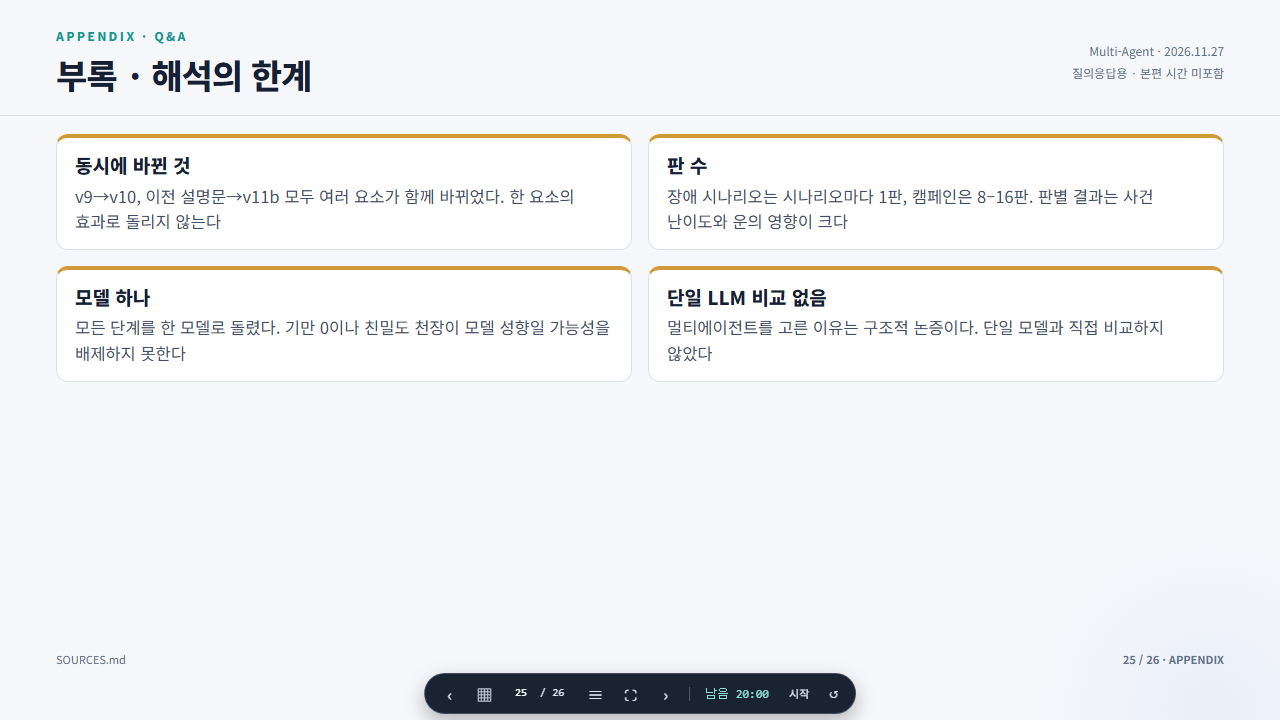 APPENDIX · Q&A
부록 · 해석의 한계
Multi-Agent · 2026.11.27
질의응답용 · 본편 시간 미포함
동시에 바뀐 것
v9→v10, 이전 설명문→v11b 모두 여러 요소가 함께 바뀌었다. 한 요소의
효과로 돌리지 않는다
판 수
장애 시나리오는 시나리오마다 1판, 캠페인은 8–16판. 판별 결과는 사건
난이도와 운의 영향이 크다
모델 하나
모든 단계를 한 모델로 돌렸다. 기만 0이나 친밀도 천장이 모델 성향일 가능성을
배제하지 못한다
단일 LLM 비교 없음
멀티에이전트를 고른 이유는 구조적 논증이다. 단일 모델과 직접 비교하지
않았다
SOURCES.md
25 / 26 · APPENDIX
25 / 26
남음 20:00
시작